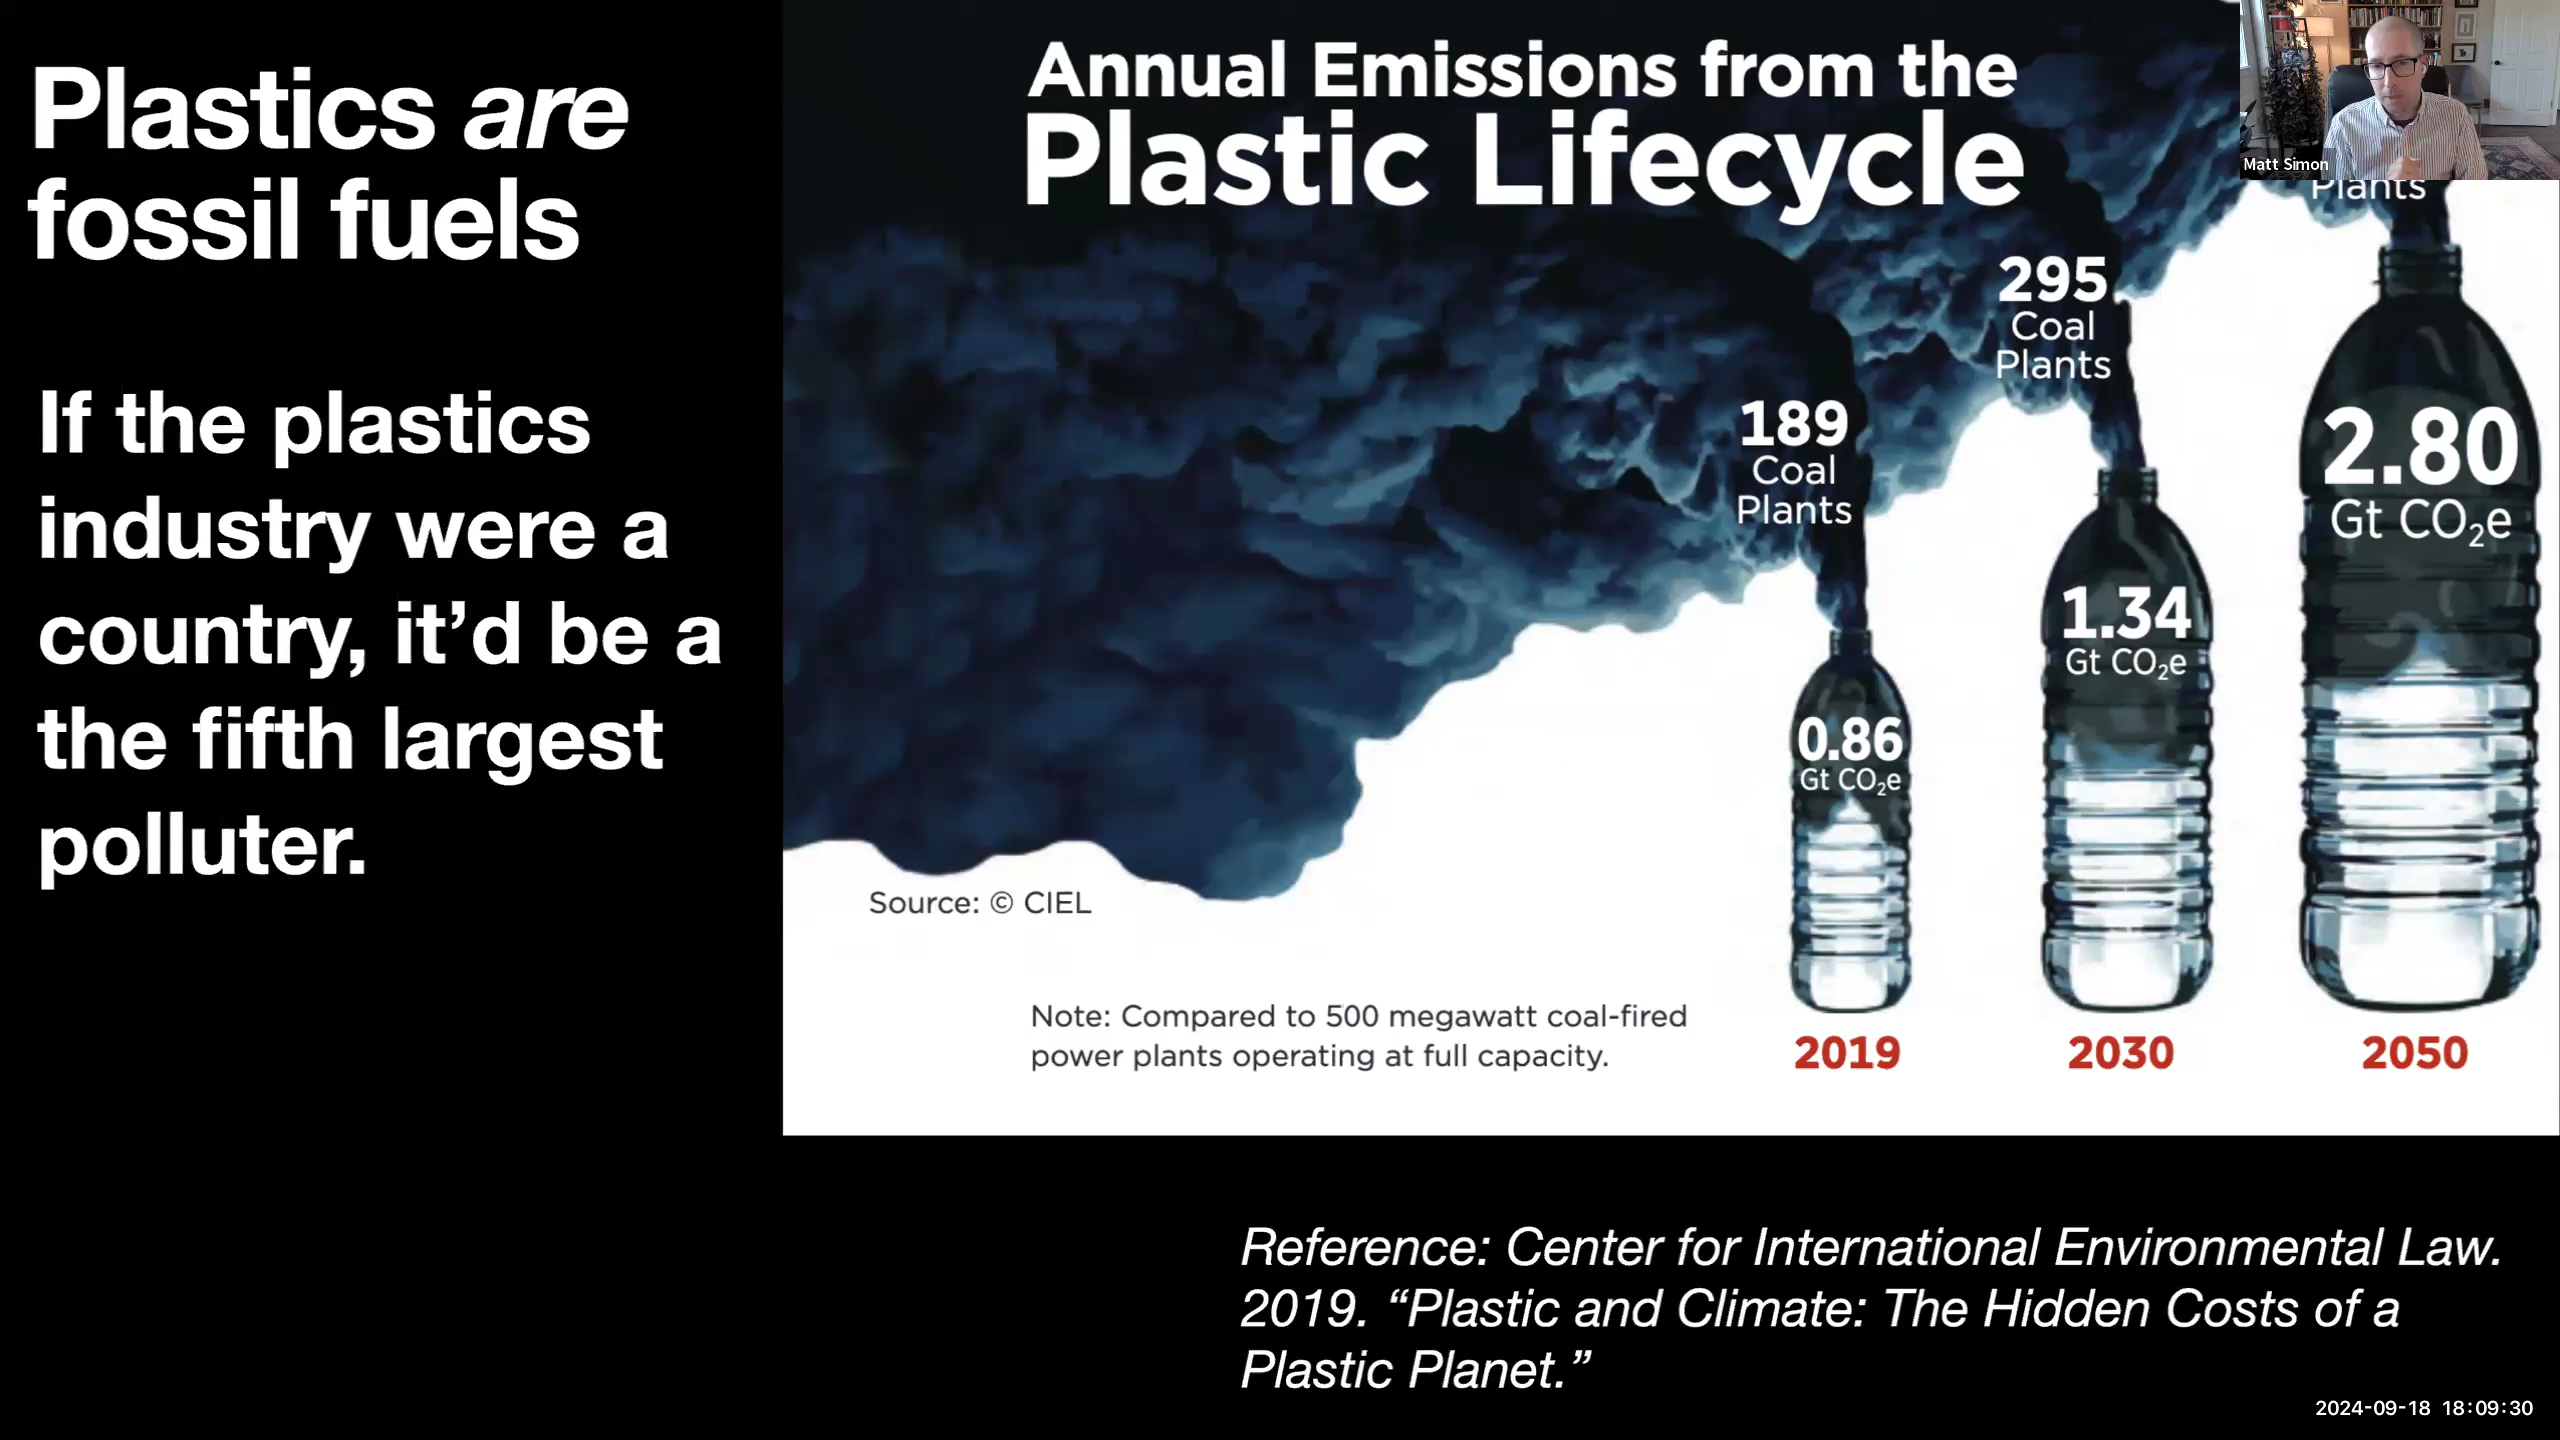 Plastics are
fossil fuels
If the plastics
industry were a
country, it’d be a
the fifth largest
polluter.
Annual Emissions from the
Plastic Lifecycle
Matt Simon
Plants
295
Coal
Plants
189
Coal
Plants
2.80
Gt CO₂e
1.34
Gt CO₂e
0.86
Gt CO₂e
Source: © CIEL
Note: Compared to 500 megawatt coal-fired
power plants operating at full capacity.
2019
2030
2050
Reference: Center for International Environmental Law.
2019. “Plastic and Climate: The Hidden Costs of a
Plastic Planet.”
2024-09-18 18:09:30